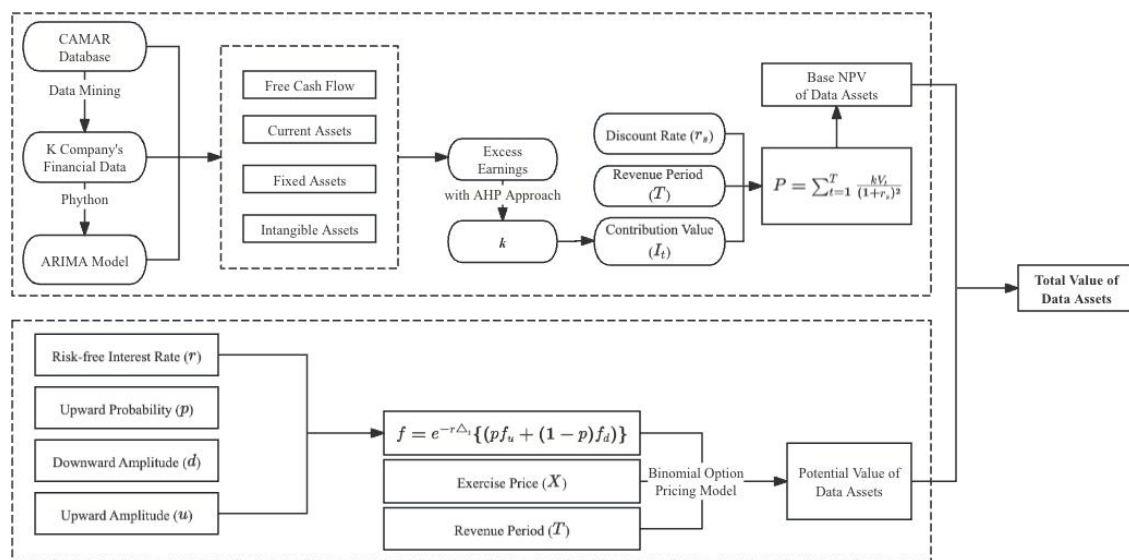 CAMAR
Database
Data Mining
K Company's
Financial Data
Phython
ARIMA Model
Free Cash Flow
Current Assets
Fixed Assets
Intangible Assets
Excess
Earnings
with AHP Approach
k
Discount Rate (r_s)
Revenue Period
(T)
Contribution Value
(I_t)
Base NPV
of Data Assets
P = ∑_{t=1}^{T} kV_t/(1+r_s)^2
Total Value of
Data Assets
Risk-free Interest Rate (r)
Upward Probability (p)
Downward Amplitude (d)
Upward Amplitude (u)
f = e^{-r△_t}{(pf_u + (1 − p)f_d)}
Exercise Price (X)
Revenue Period (T)
Binomial Option
Pricing Model
Potential Value of
Data Assets